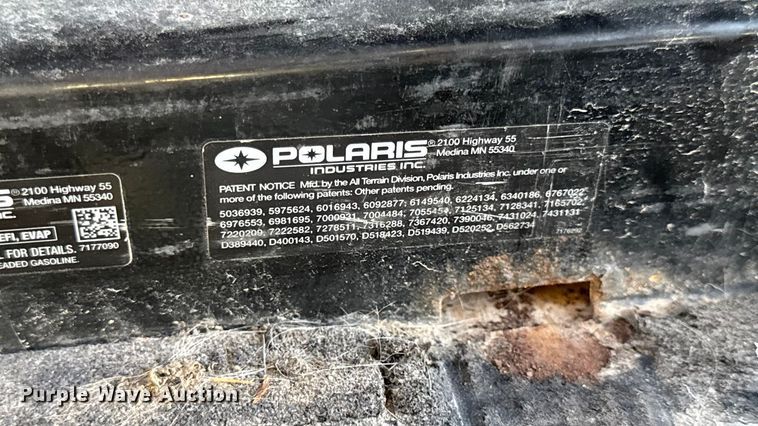 POLARIS® 2100 Highway 55
INDUSTRIES INC. Medina MN 55340
PATENT NOTICE Mfd. by the All Terrain Division, Polaris Industries Inc. under one or
more of the following patents: Other patents pending.
5036939, 5975624, 6016943, 6092877: 6149540, 6224134, 6340186, 6767022,
6976553, 6981695, 7000931, 7004484, 7055454, 7125134, 7128341, 7165702,
7220209, 7222582, 7278511, 7316288, 7367420, 7390046, 7431024, 7431131
D389440, D400143, D501570, D518423, D519439, D520252, D562734
IS® 2100 Highway 55
INC. Medina MN 55340
EFI, EVAP
L FOR DETAILS. 7177090
EADED GASOLINE.
Purple Wave Auction